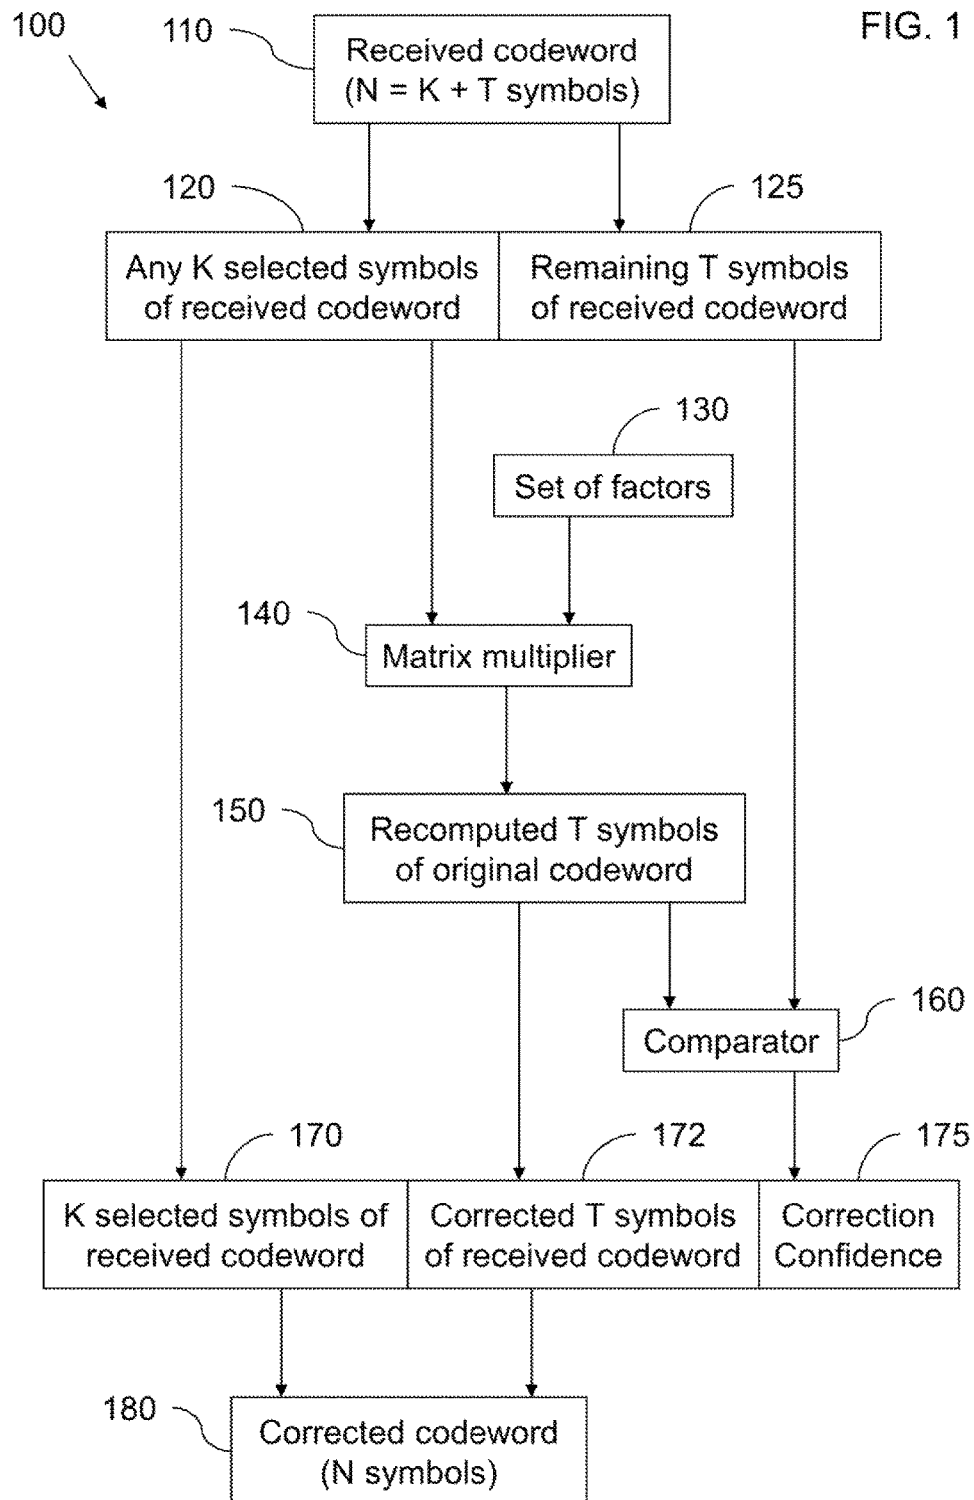 100
110
FIG. 1
Received codeword
(N = K + T symbols)
120
125
Any K selected symbols
of received codeword
Remaining T symbols
of received codeword
130
Set of factors
140
Matrix multiplier
150
Recomputed T symbols
of original codeword
160
Comparator
170
172
175
K selected symbols of
received codeword
Corrected T symbols
of received codeword
Correction
Confidence
180
Corrected codeword
(N symbols)